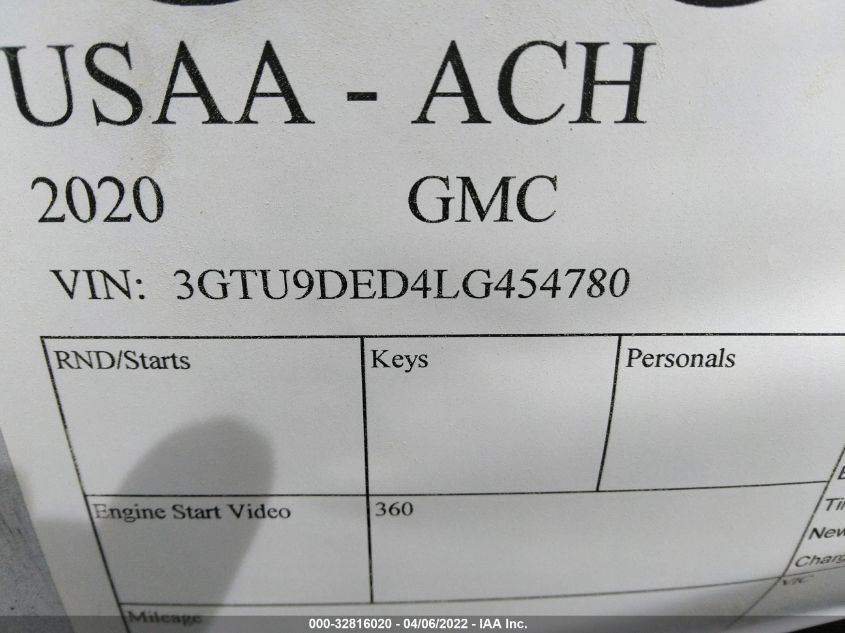 USAA - ACH
2020 GMC
VIN: 3GTU9DED4LG454780
RND/Starts Keys Personals
Engine Start Video 360
Mileage
VIC
000-32816020 - 04/06/2022 - IAA Inc.